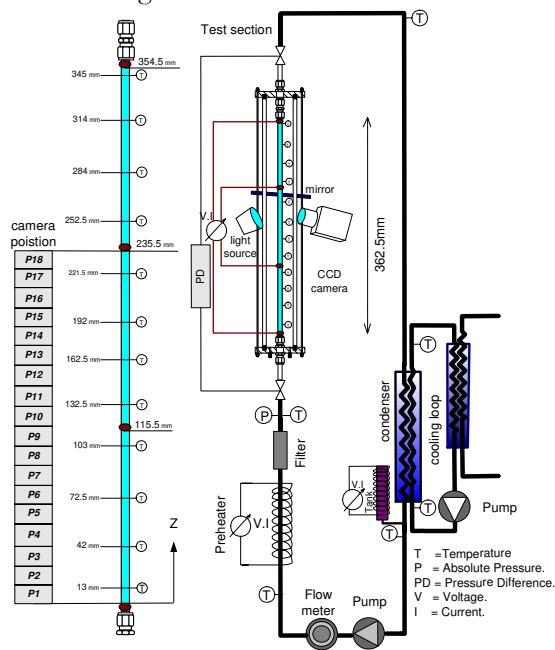 Test section
T
354.5 mm
345 mm
T
314 mm
T
284 mm
T
252.5 mm
T
235.5 mm
221.5 mm
T
192 mm
T
162.5 mm
T
132.5 mm
T
115.5 mm
103 mm
T
72.5 mm
T
42 mm
T
13 mm
T
Z
camera
poistion
P18
P17
P16
P15
P14
P13
P12
P11
P10
P9
P8
P7
P6
P5
P4
P3
P2
P1
mirror
V.I
light
source
CCD
camera
PD
362.5mm
P
T
Filter
Preheater
V.I
T
Flow
meter
Pump
condenser
cooling loop
T
V.I
Tank
T
T
Pump
T =Temperature
P = Absolute Pressure.
PD = Pressure Difference.
V = Voltage.
I = Current.